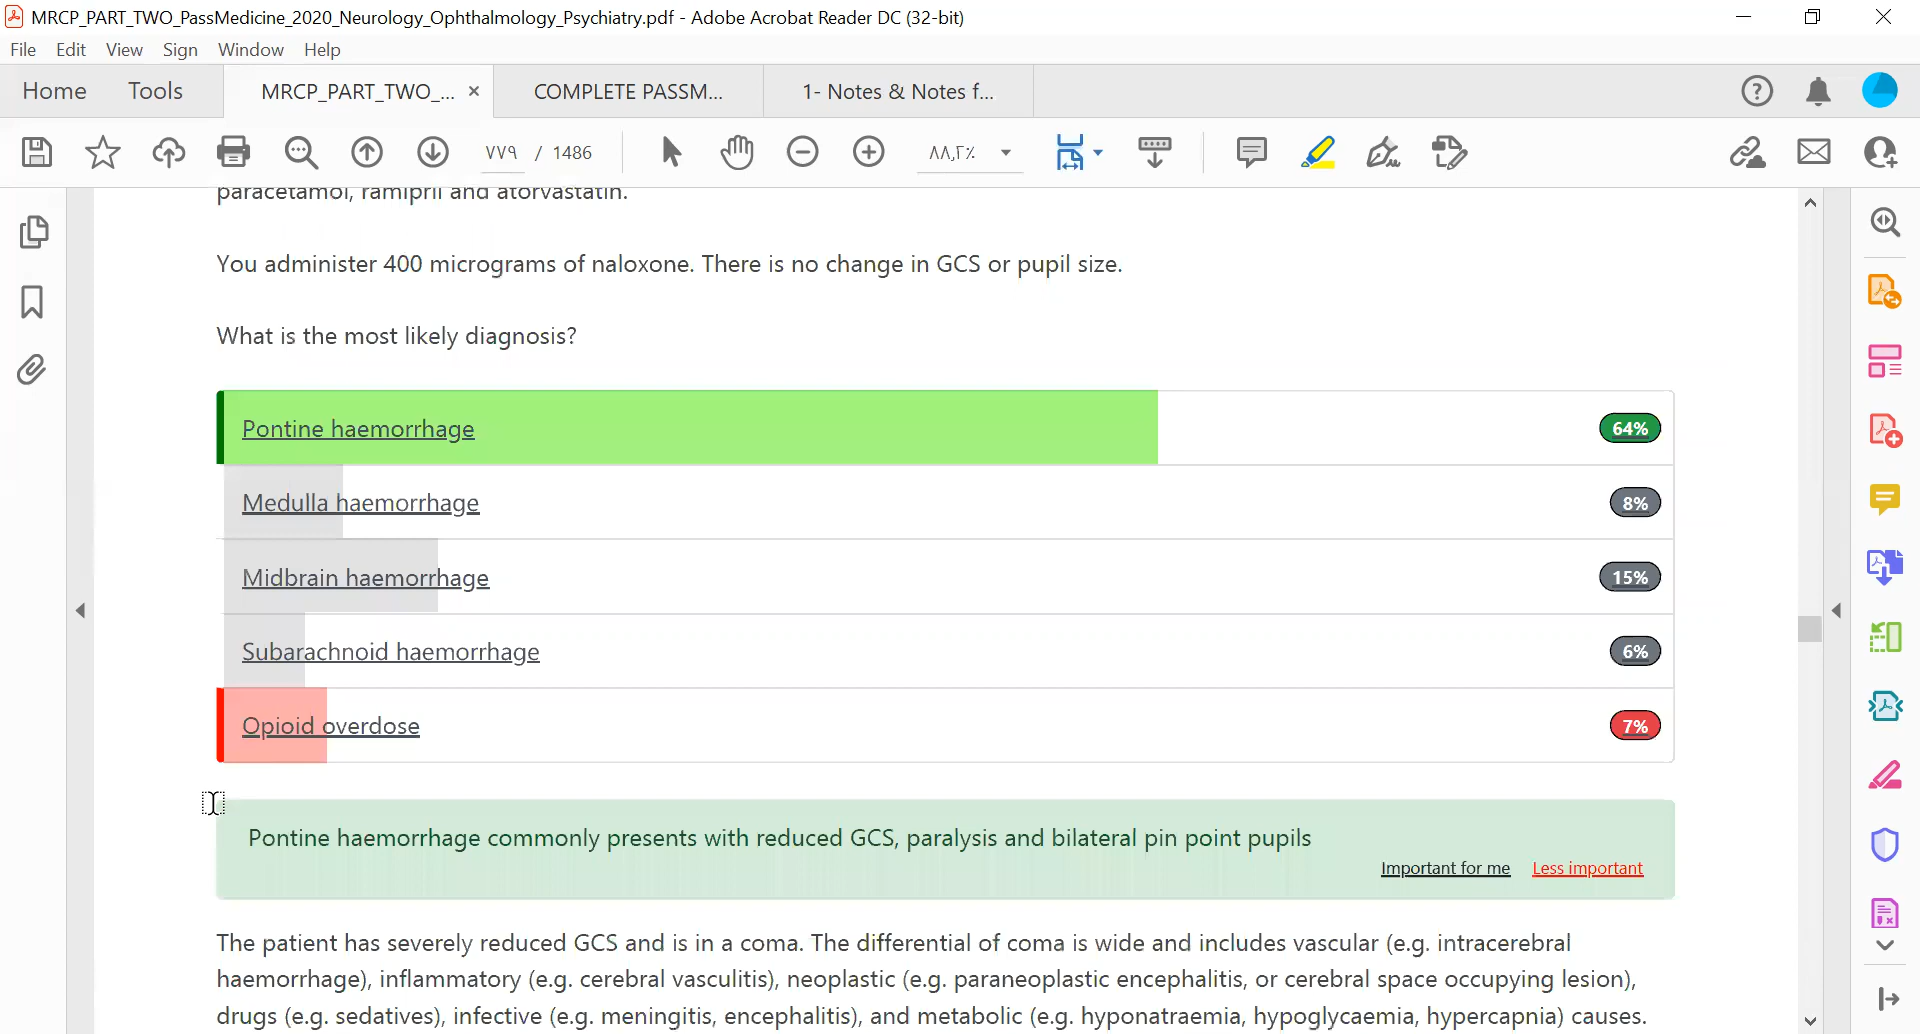 MRCP_PART_TWO_PassMedicine_2020_Neurology_Ophthalmology_Psychiatry.pdf - Adobe Acrobat Reader DC (32-bit)
File Edit View Sign Window Help
Home Tools MRCP_PART_TWO_... × COMPLETE PASSM... 1- Notes & Notes f...
٧٧٩ / 1486 ٨٨,٢٪
paracetamol, ramipril and atorvastatin.
You administer 400 micrograms of naloxone. There is no change in GCS or pupil size.
What is the most likely diagnosis?
Pontine haemorrhage 64%
Medulla haemorrhage 8%
Midbrain haemorrhage 15%
Subarachnoid haemorrhage 6%
Opioid overdose 7%
Pontine haemorrhage commonly presents with reduced GCS, paralysis and bilateral pin point pupils
Important for me Less important
The patient has severely reduced GCS and is in a coma. The differential of coma is wide and includes vascular (e.g. intracerebral
haemorrhage), inflammatory (e.g. cerebral vasculitis), neoplastic (e.g. paraneoplastic encephalitis, or cerebral space occupying lesion),
drugs (e.g. sedatives), infective (e.g. meningitis, encephalitis), and metabolic (e.g. hyponatraemia, hypoglycaemia, hypercapnia) causes.